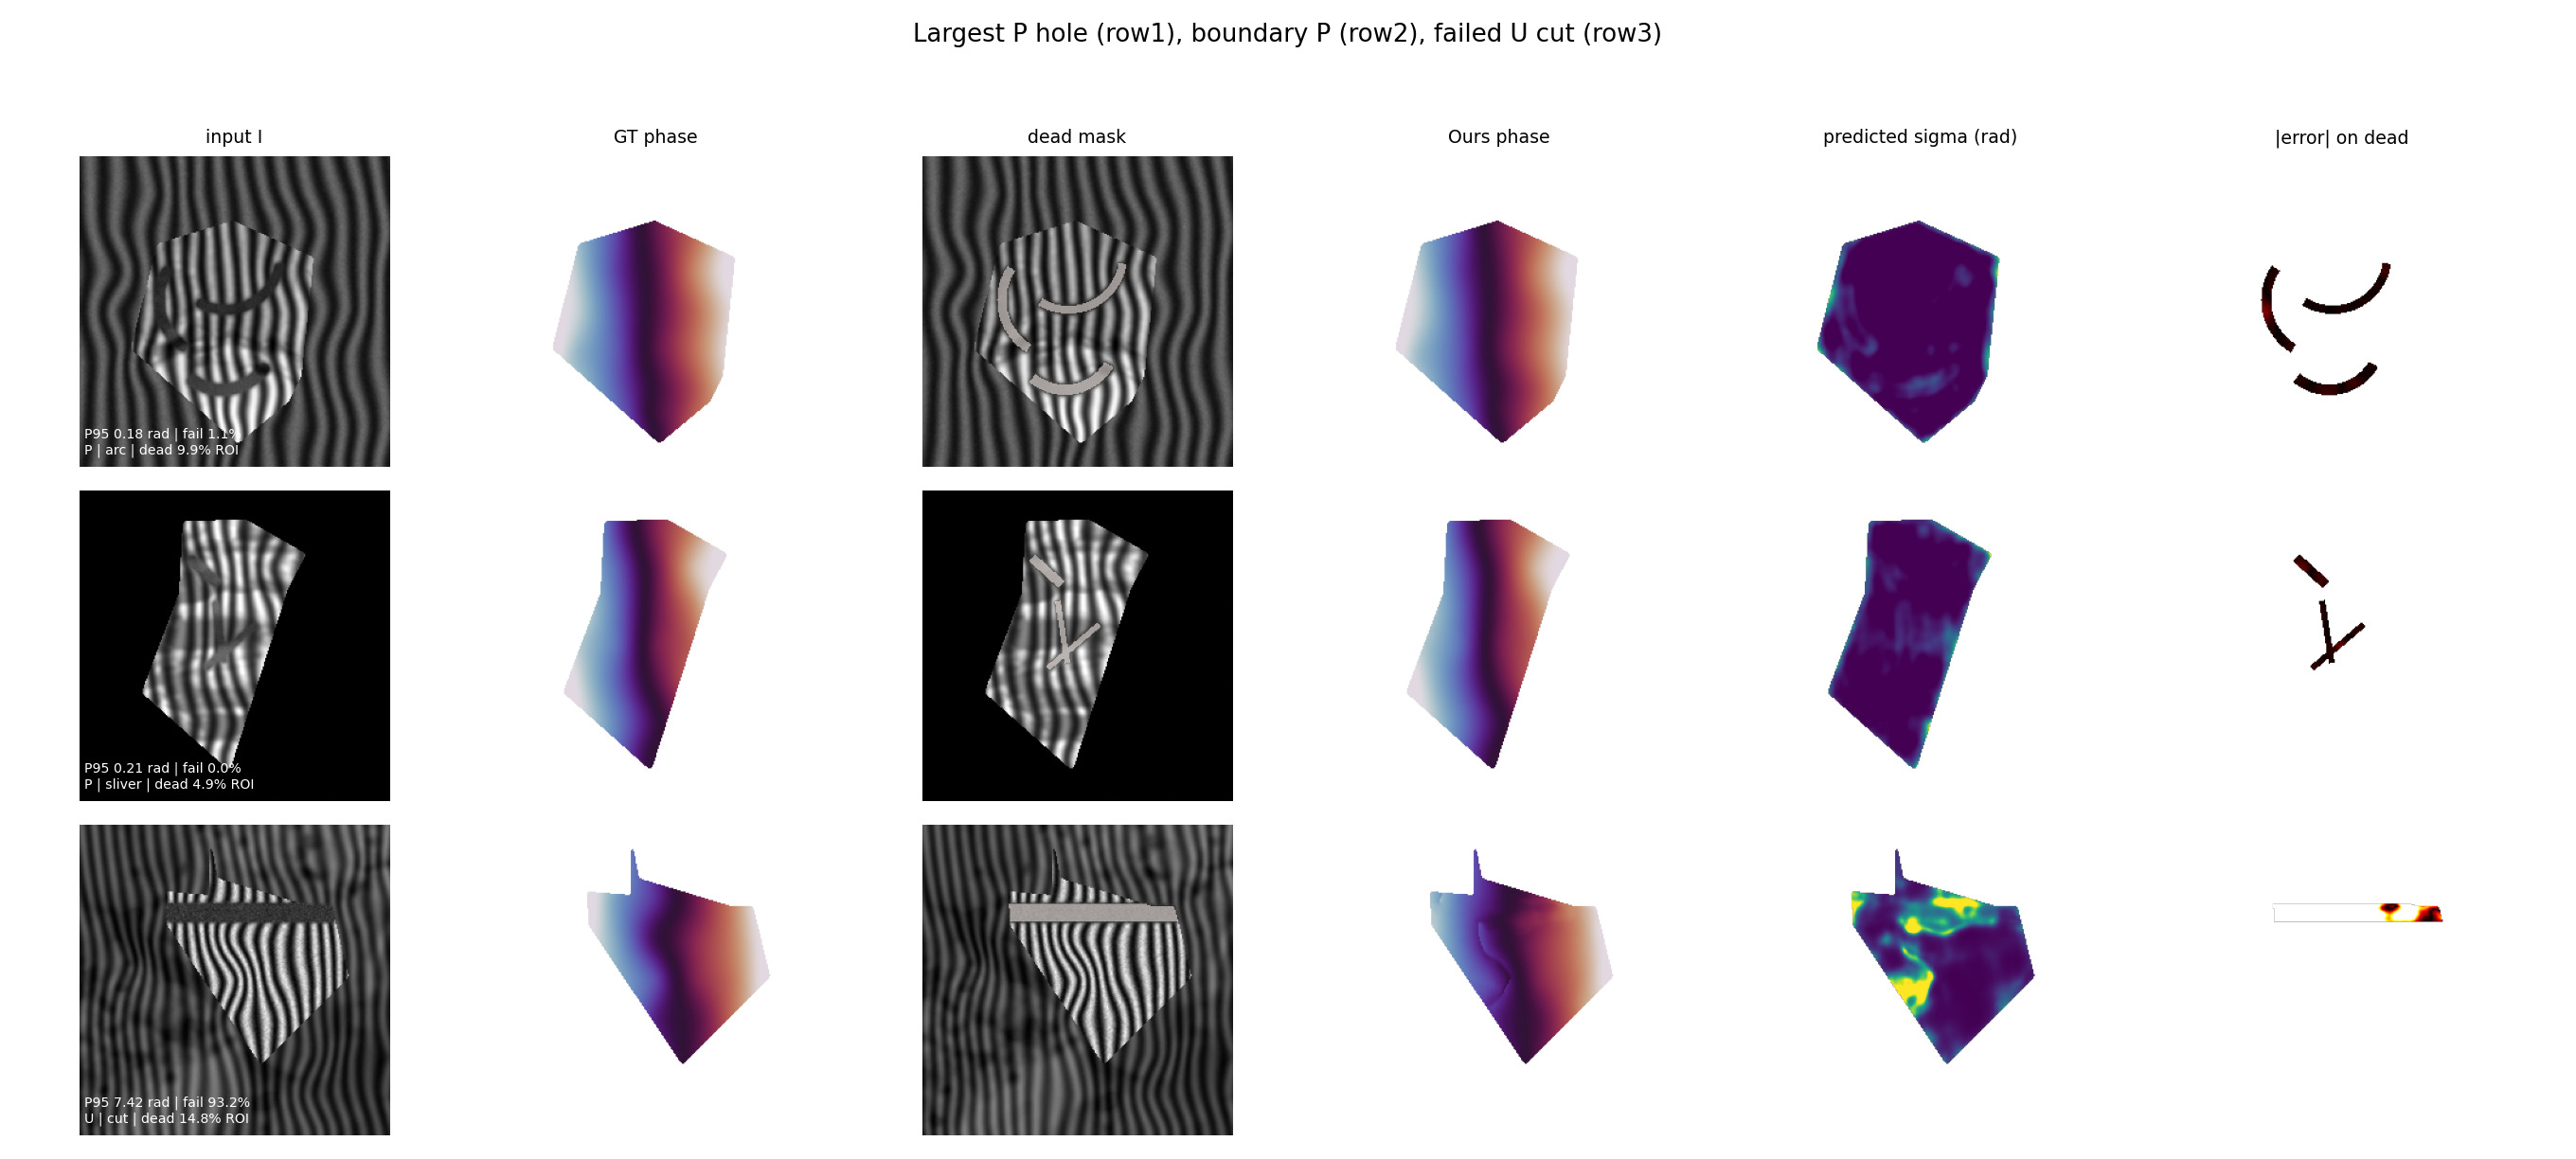 Largest P hole (row1), boundary P (row2), failed U cut (row3)
input I
GT phase
dead mask
Ours phase
predicted sigma (rad)
|error| on dead
P95 0.18 rad | fail 1.1%
P | arc | dead 9.9% ROI
P95 0.21 rad | fail 0.0%
P | sliver | dead 4.9% ROI
P95 7.42 rad | fail 93.2%
U | cut | dead 14.8% ROI